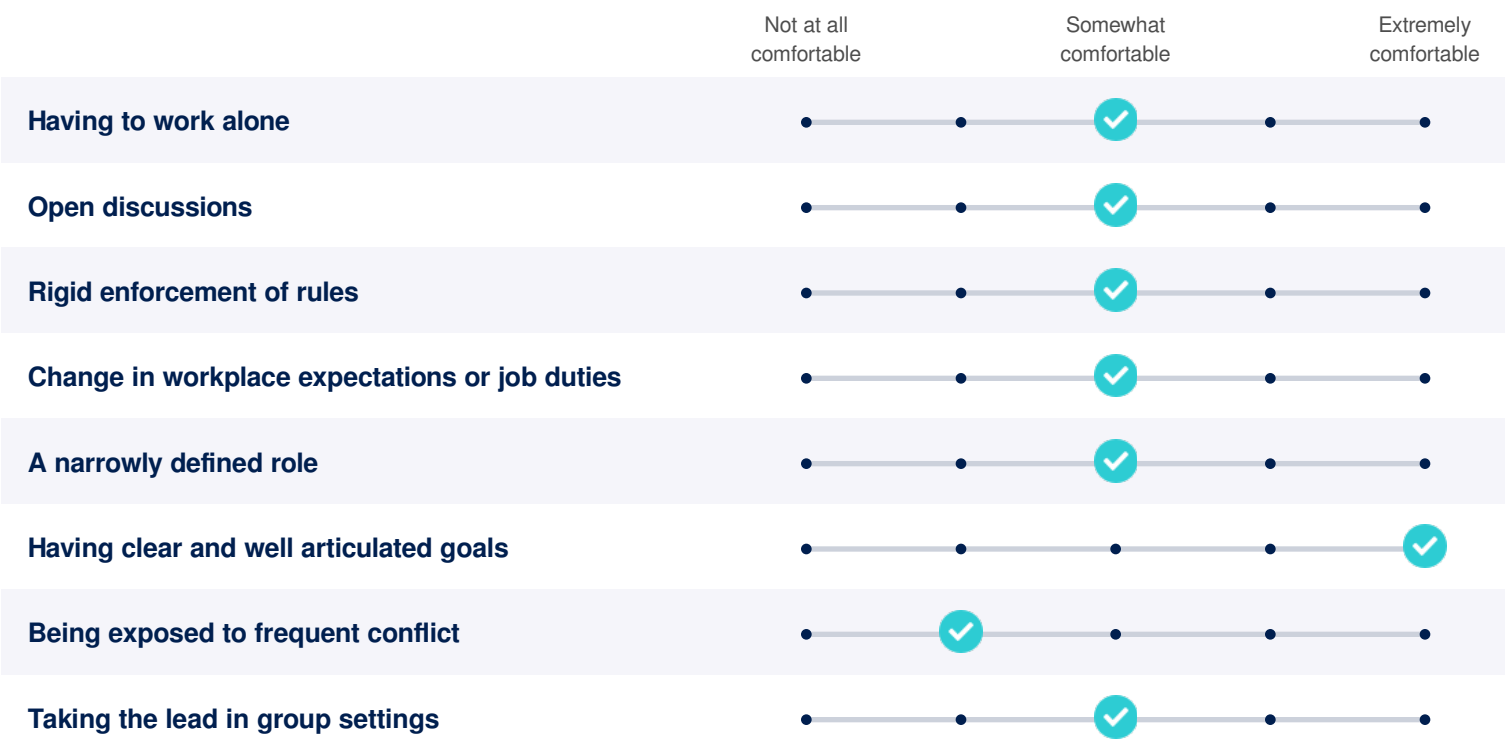 Not at all comfortable
Somewhat comfortable
Extremely comfortable
Having to work alone
Open discussions
Rigid enforcement of rules
Change in workplace expectations or job duties
A narrowly defined role
Having clear and well articulated goals
Being exposed to frequent conflict
Taking the lead in group settings